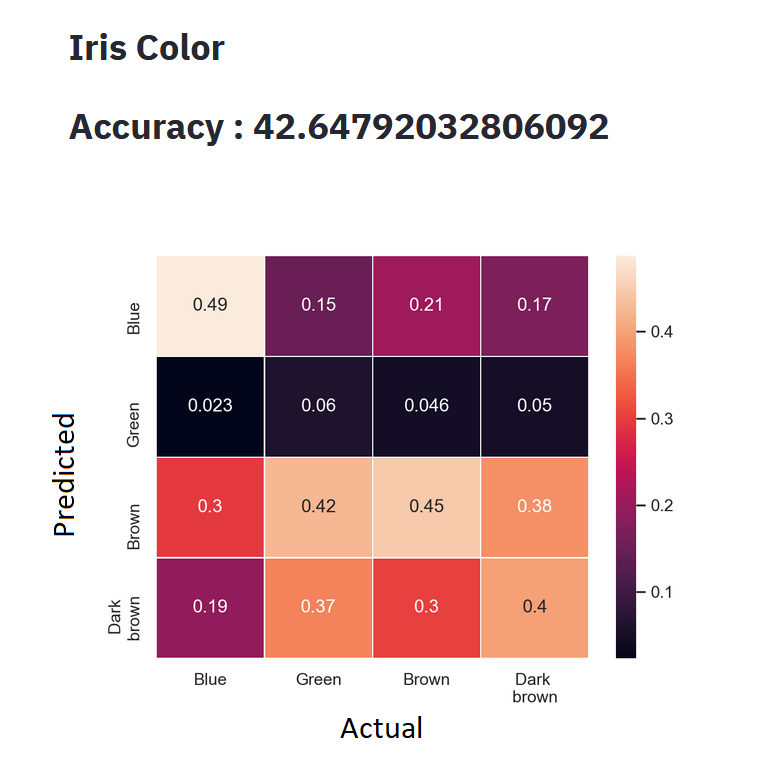 Iris Color
Accuracy : 42.64792032806092
Blue 0.49 0.15 0.21 0.17
Green 0.023 0.06 0.046 0.05
Brown 0.3 0.42 0.45 0.38
Dark
brown 0.19 0.37 0.3 0.4
Predicted
Blue Green Brown Dark
brown
Actual
0.4
0.3
0.2
0.1